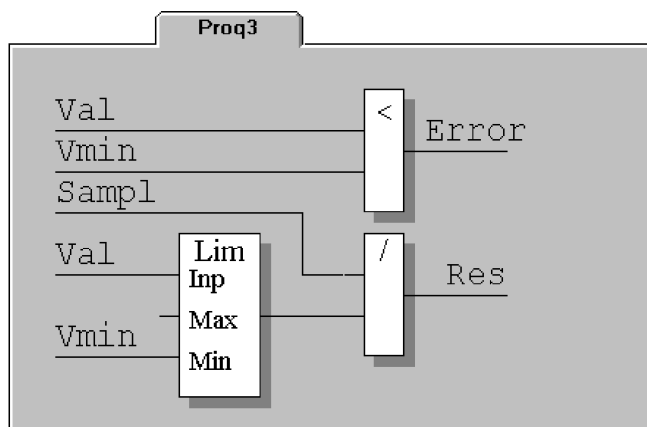 Proq3
Val
<
Error
Vmin
Sampl
Val
Lim
/
Inp
Res
Max
Vmin
Min